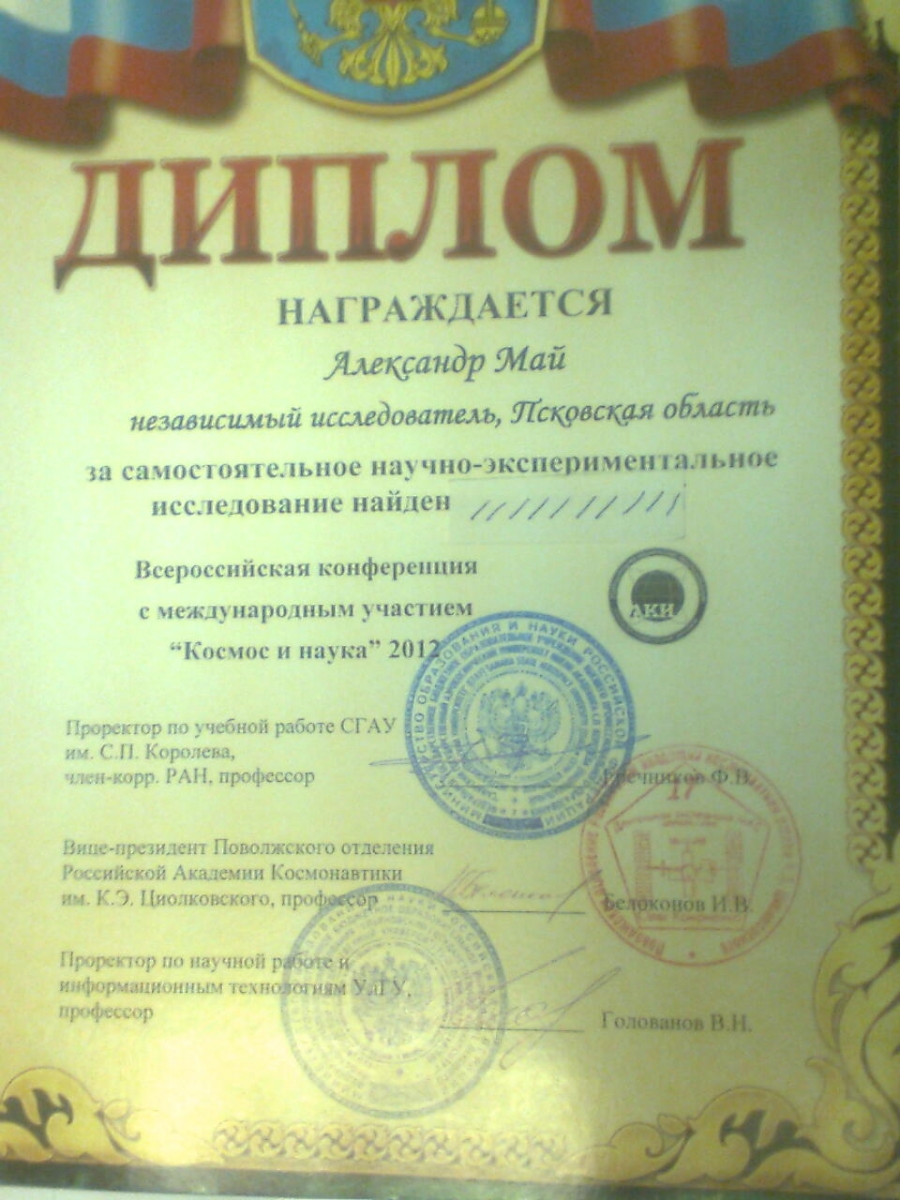 ДИПЛОМ
НАГРАЖДАЕТСЯ
Александр Май
независимый исследователь, Псковская область
за самостоятельное научно-экспериментальное
исследование найден
Всероссийская конференция
с международным участием
“Космос и наука” 2012
АКИ
Проректор по учебной работе СГАУ
им. С.П. Королева,
член-корр. РАН, профессор
Гречников Ф.В.
Вице-президент Поволжского отделения
Российской Академии Космонавтики
им. К.Э. Циолковского, профессор
Белоконов И.В.
Проректор по научной работе и
информационным технологиям УлГУ,
профессор
Голованов В.Н.